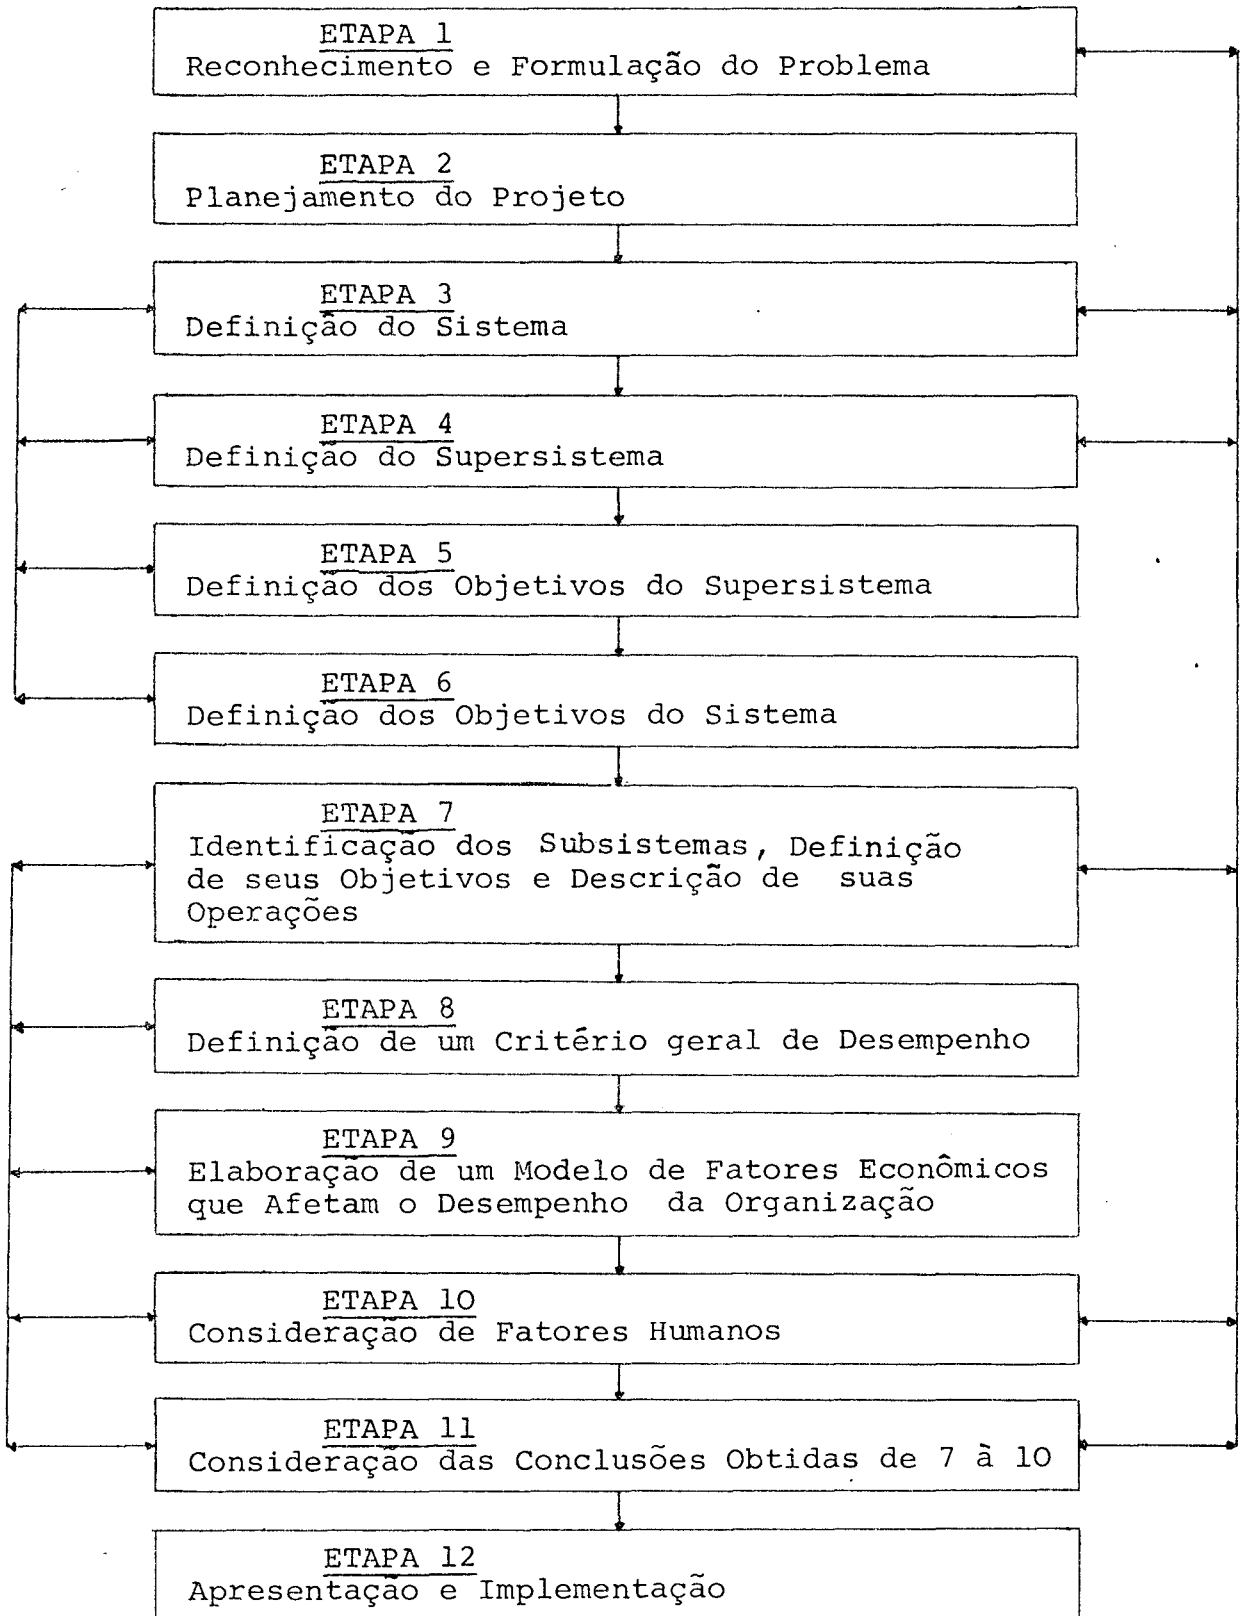 ETAPA 1
Reconhecimento e Formulação do Problema
ETAPA 2
Planejamento do Projeto
ETAPA 3
Definição do Sistema
ETAPA 4
Definição do Supersistema
ETAPA 5
Definição dos Objetivos do Supersistema
ETAPA 6
Definição dos Objetivos do Sistema
ETAPA 7
Identificação dos Subsistemas, Definição
de seus Objetivos e Descrição de suas
Operações
ETAPA 8
Definição de um Critério geral de Desempenho
ETAPA 9
Elaboração de um Modelo de Fatores Econômicos
que Afetam o Desempenho da Organização
ETAPA 10
Consideração de Fatores Humanos
ETAPA 11
Consideração das Conclusões Obtidas de 7 à 10
ETAPA 12
Apresentação e Implementação